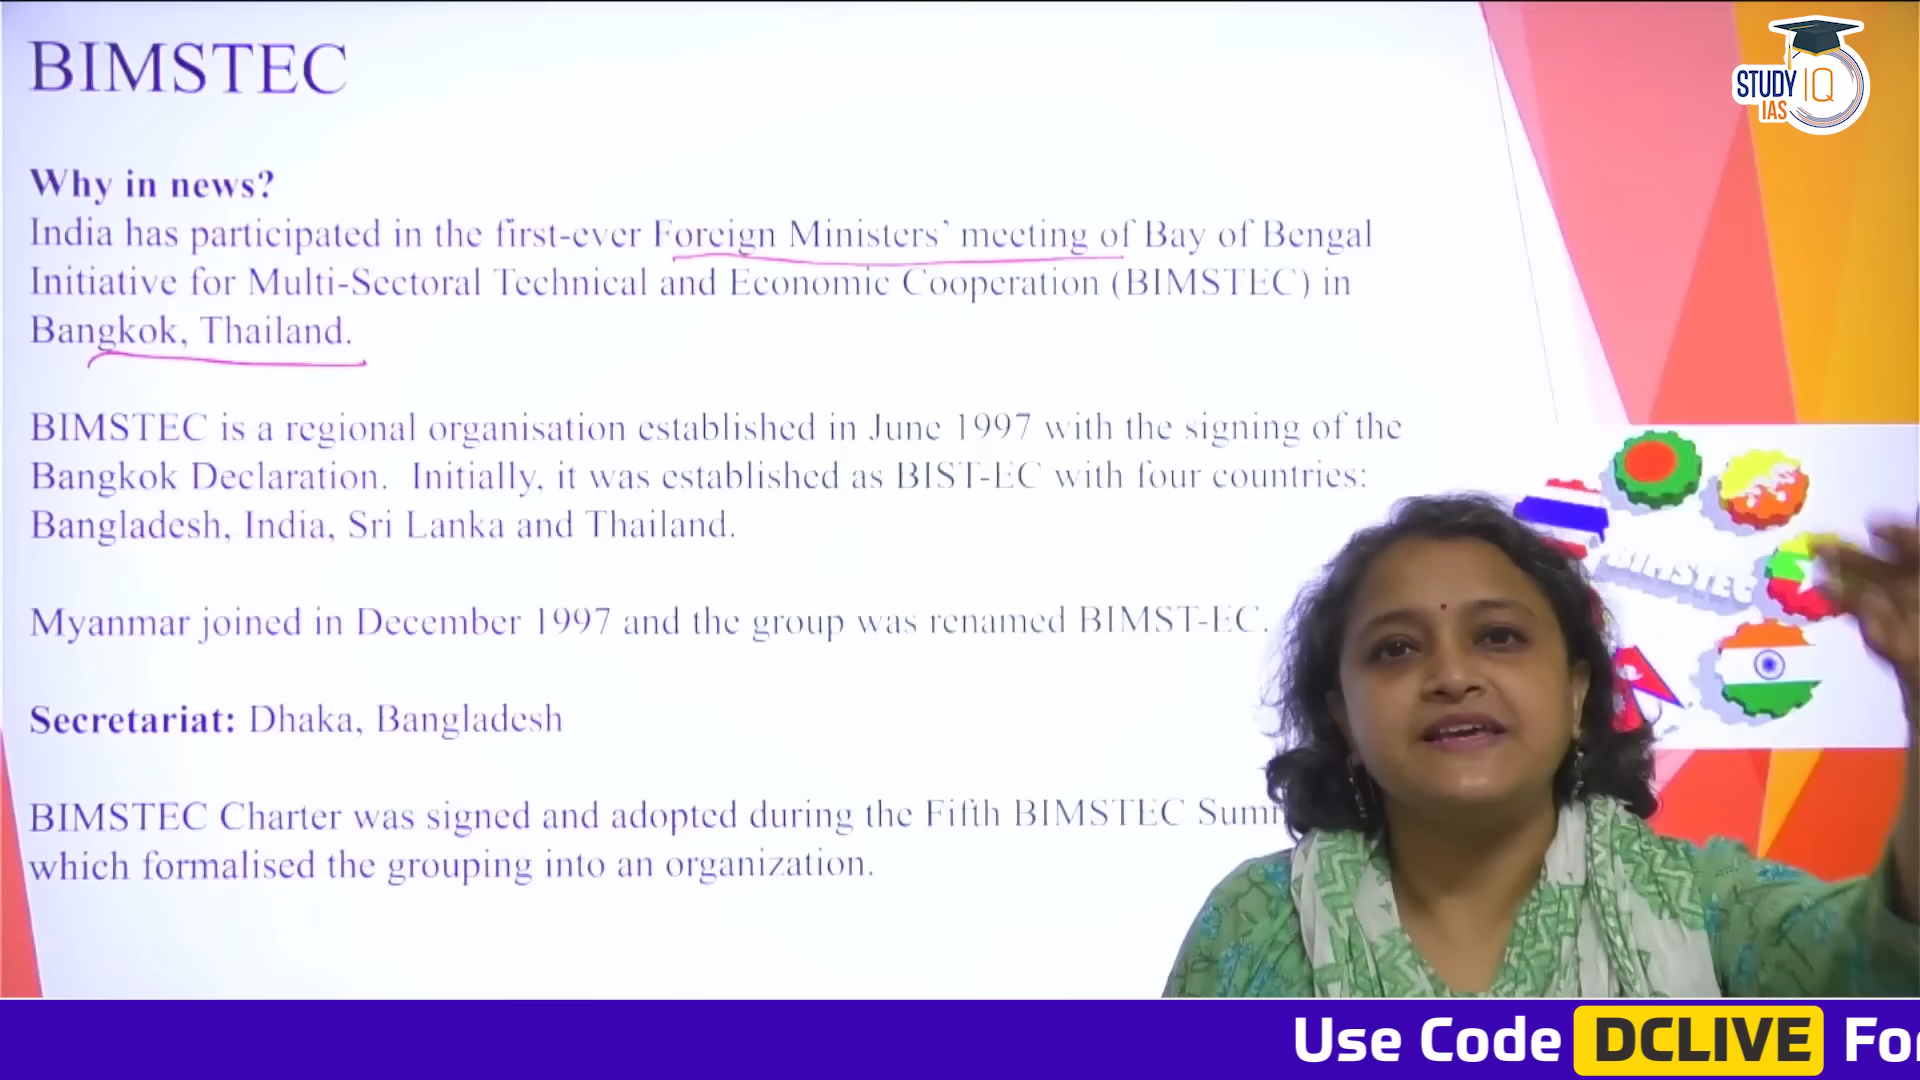 BIMSTEC
STUDY IQ
IAS
Why in news?
India has participated in the first-ever Foreign Ministers' meeting of Bay of Bengal
Initiative for Multi-Sectoral Technical and Economic Cooperation (BIMSTEC) in
Bangkok, Thailand.
BIMSTEC is a regional organisation established in June 1997 with the signing of the
Bangkok Declaration. Initially, it was established as BIST-EC with four countries:
Bangladesh, India, Sri Lanka and Thailand.
BIMSTEC
Myanmar joined in December 1997 and the group was renamed BIMST-EC.
Secretariat: Dhaka, Bangladesh
BIMSTEC Charter was signed and adopted during the Fifth BIMSTEC
which formalised the grouping into an organization.
Use Code DCLIVE